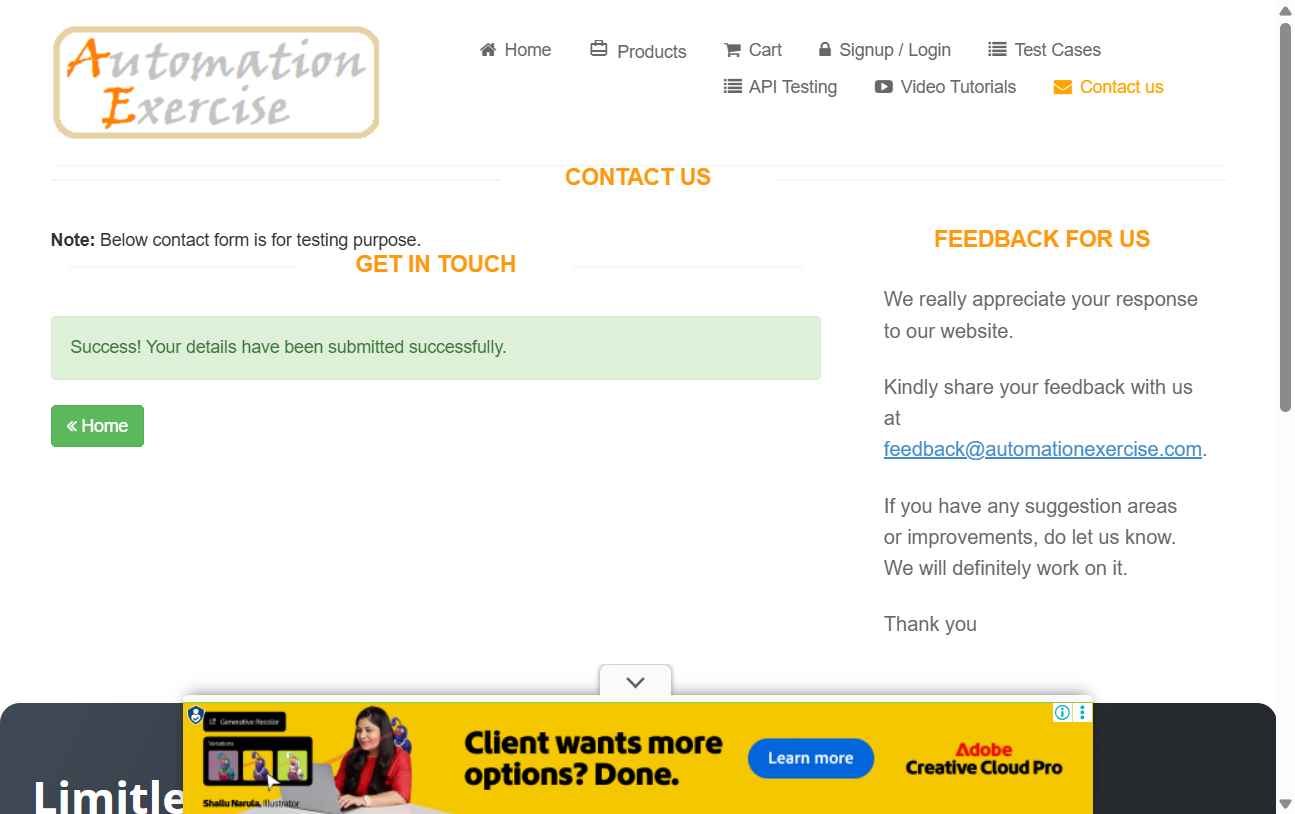 Automation
Exercise
Home
Products
Cart
Signup / Login
Test Cases
API Testing
Video Tutorials
Contact us
CONTACT US
Note: Below contact form is for testing purpose.
GET IN TOUCH
Success! Your details have been submitted successfully.
« Home
FEEDBACK FOR US
We really appreciate your response
to our website.
Kindly share your feedback with us
at
feedback@automationexercise.com.
If you have any suggestion areas
or improvements, do let us know.
We will definitely work on it.
Thank you
Limitle
Generative Recolor
Variations
Shallu Narula, Illustrator
Client wants more
options? Done.
Learn more
Adobe
Creative Cloud Pro